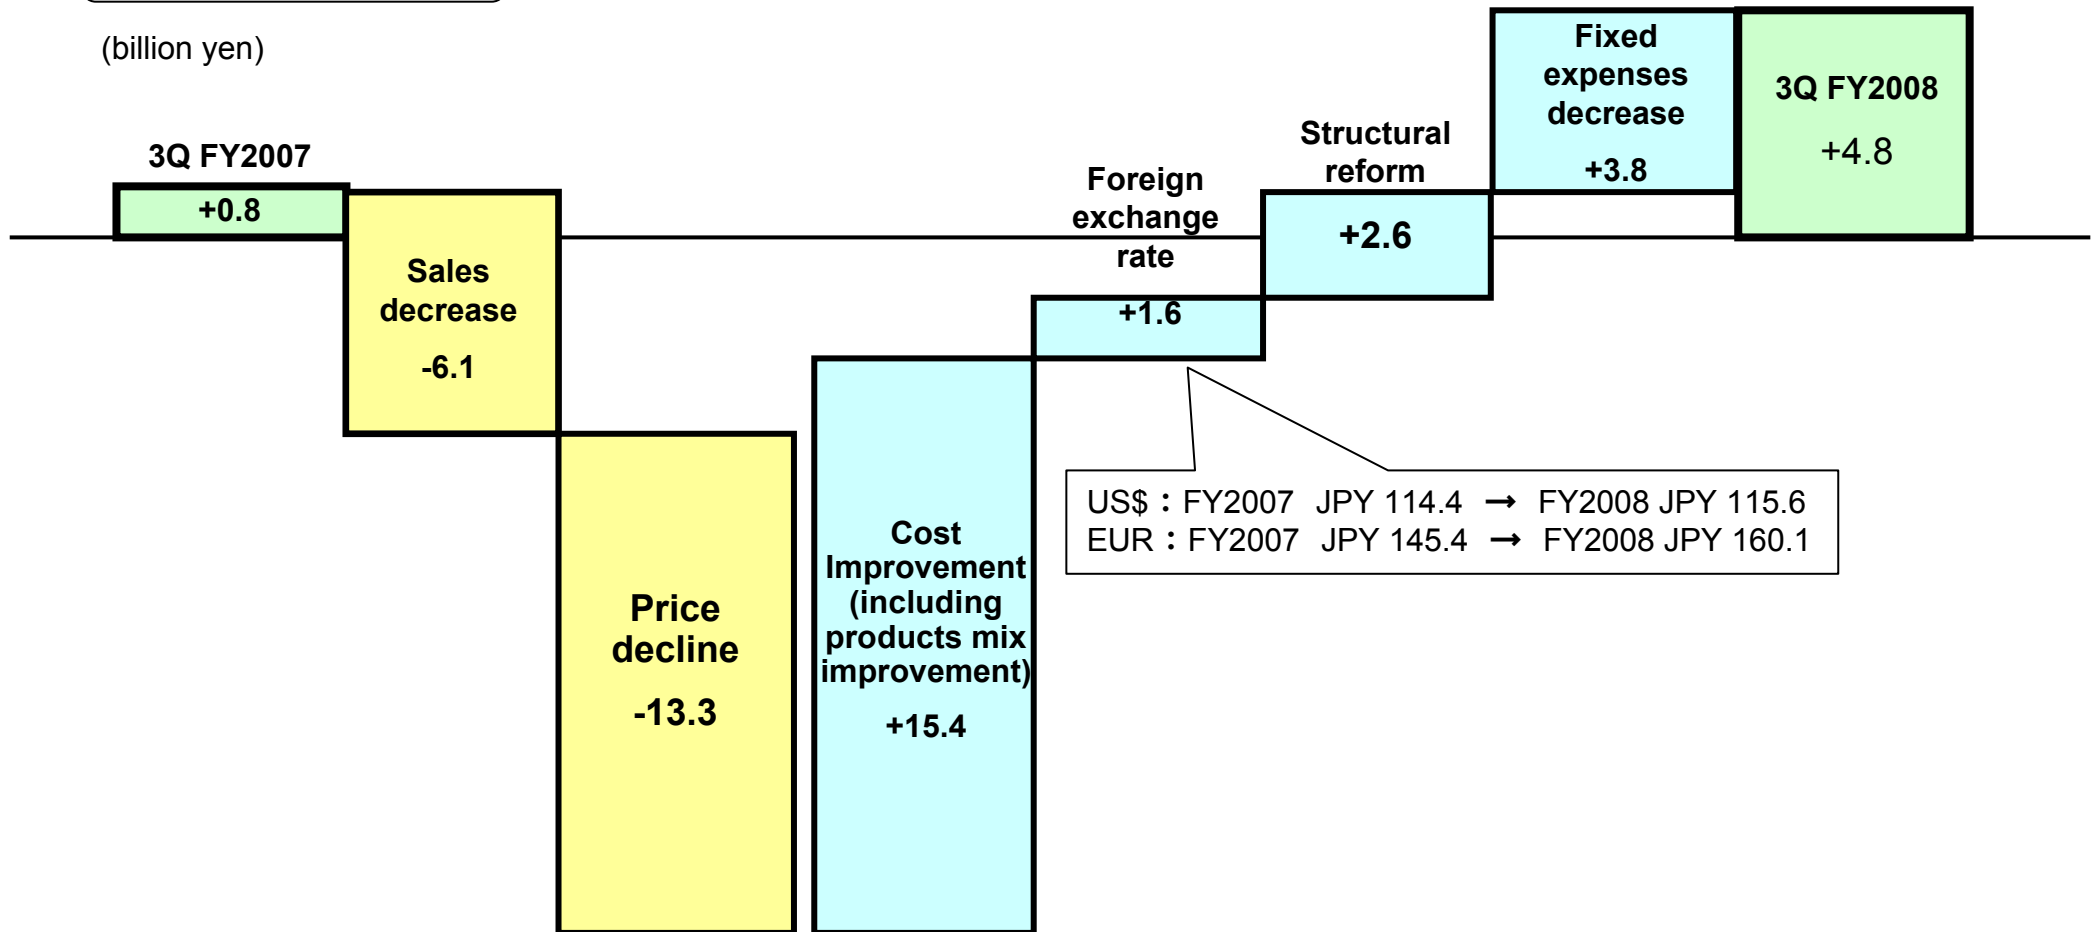 (billion yen)
3Q FY2007
+0.8
Sales
decrease
-6.1
Price
decline
-13.3
Cost
Improvement
(including
products mix
improvement)
+15.4
Foreign
exchange
rate
+1.6
Structural
reform
+2.6
Fixed
expenses
decrease
+3.8
3Q FY2008
+4.8
US$：FY2007 JPY 114.4 → FY2008 JPY 115.6
EUR：FY2007 JPY 145.4 → FY2008 JPY 160.1